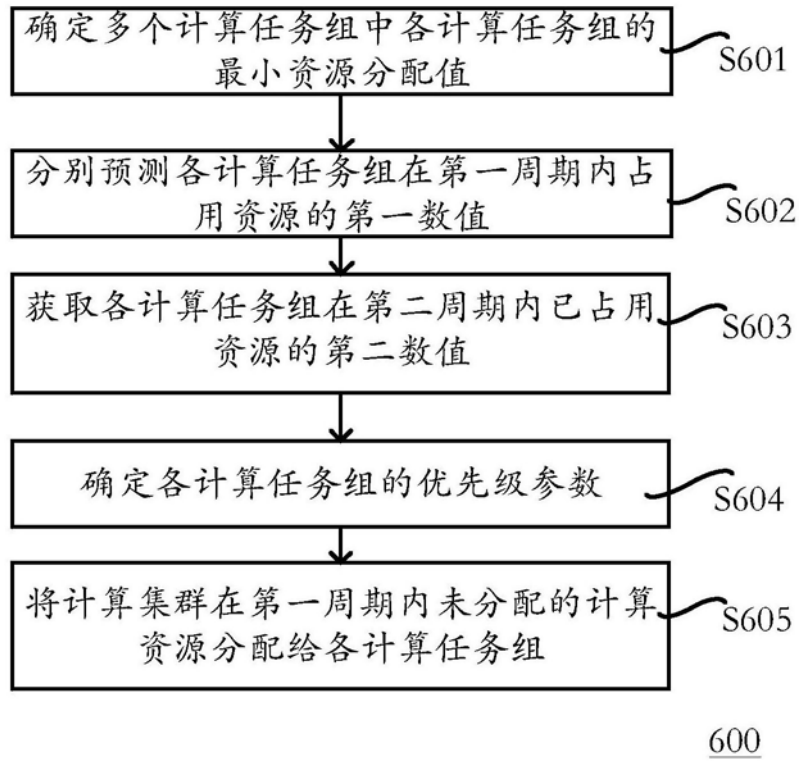 确定多个计算任务组中各计算任务组的
最小资源分配值
S601
分别预测各计算任务组在第一周期内占
用资源的第一数值
S602
获取各计算任务组在第二周期内已占用
资源的第二数值
S603
确定各计算任务组的优先级参数
S604
将计算集群在第一周期内未分配的计算
资源分配给各计算任务组
S605
600